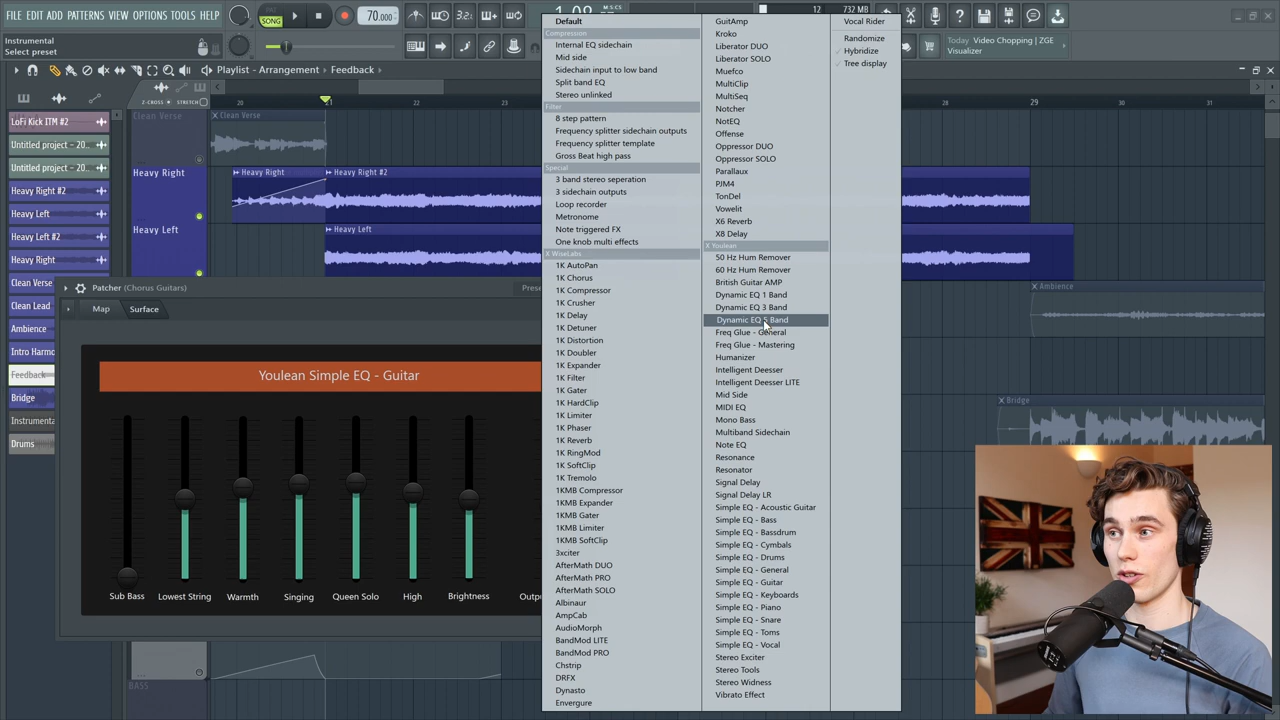 FILE EDIT ADD PATTERNS VIEW OPTIONS TOOLS HELP
SONG
70.000
M:S:CS
12
732 MB
Instrumental
Select preset
Video Chopping | ZGE
Visualizer
Playlist - Arrangement
Feedback
2-CROSS
STRETCH
20
21
22
23
28
29
30
31
LoFi Kick ITM #2
Untitled project – 20...
Untitled project – 20...
Heavy Right #2
Heavy Left
Heavy Left #2
Heavy Right
Clean Verse
Clean Lead
Ambience
Intro Harmo
Feedback
Bridge
Instrumenta
Drums
Clean Verse
Clean Verse
Heavy Right
Heavy Right
Heavy Right #2
Heavy Left
Heavy Left
Ambience
Bridge
BASS
Patcher (Chorus Guitars)
Prese
Map
Surface
Youlean Simple EQ - Guitar
Sub Bass
Lowest String
Warmth
Singing
Queen Solo
High
Brightness
Outp
Default
Compression
Internal EQ sidechain
Mid side
Sidechain input to low band
Split band EQ
Stereo unlinked
Filter
8 step pattern
Frequency splitter sidechain outputs
Frequency splitter template
Gross Beat high pass
Special
3 band stereo seperation
3 sidechain outputs
Loop recorder
Metronome
Note triggered FX
One knob multi effects
X WiseLabs
1K AutoPan
1K Chorus
1K Compressor
1K Crusher
1K Delay
1K Detuner
1K Distortion
1K Doubler
1K Expander
1K Filter
1K Gater
1K HardClip
1K Limiter
1K Phaser
1K Reverb
1K RingMod
1K SoftClip
1K Tremolo
1KMB Compressor
1KMB Expander
1KMB Gater
1KMB Limiter
1KMB SoftClip
3xciter
AfterMath DUO
AfterMath PRO
AfterMath SOLO
Albinaur
AmpCab
AudioMorph
BandMod LITE
BandMod PRO
Chstrip
DRFX
Dynasto
Envergure
GuitAmp
Kroko
Liberator DUO
Liberator SOLO
Muefco
MultiClip
MultiSeq
Notcher
NotEQ
Offense
Oppressor DUO
Oppressor SOLO
Parallaux
PJM4
TonDel
Vowelit
X6 Reverb
X8 Delay
X Youlean
50 Hz Hum Remover
60 Hz Hum Remover
British Guitar AMP
Dynamic EQ 1 Band
Dynamic EQ 3 Band
Dynamic EQ 5 Band
Freq Glue - General
Freq Glue - Mastering
Humanizer
Intelligent Deesser
Intelligent Deesser LITE
Mid Side
MIDI EQ
Mono Bass
Multiband Sidechain
Note EQ
Resonance
Resonator
Signal Delay
Signal Delay LR
Simple EQ - Acoustic Guitar
Simple EQ - Bass
Simple EQ - Bassdrum
Simple EQ - Cymbals
Simple EQ - Drums
Simple EQ - General
Simple EQ - Guitar
Simple EQ - Keyboards
Simple EQ - Piano
Simple EQ - Snare
Simple EQ - Toms
Simple EQ - Vocal
Stereo Exciter
Stereo Tools
Stereo Widness
Vibrato Effect
Vocal Rider
Randomize
Hybridize
Tree display